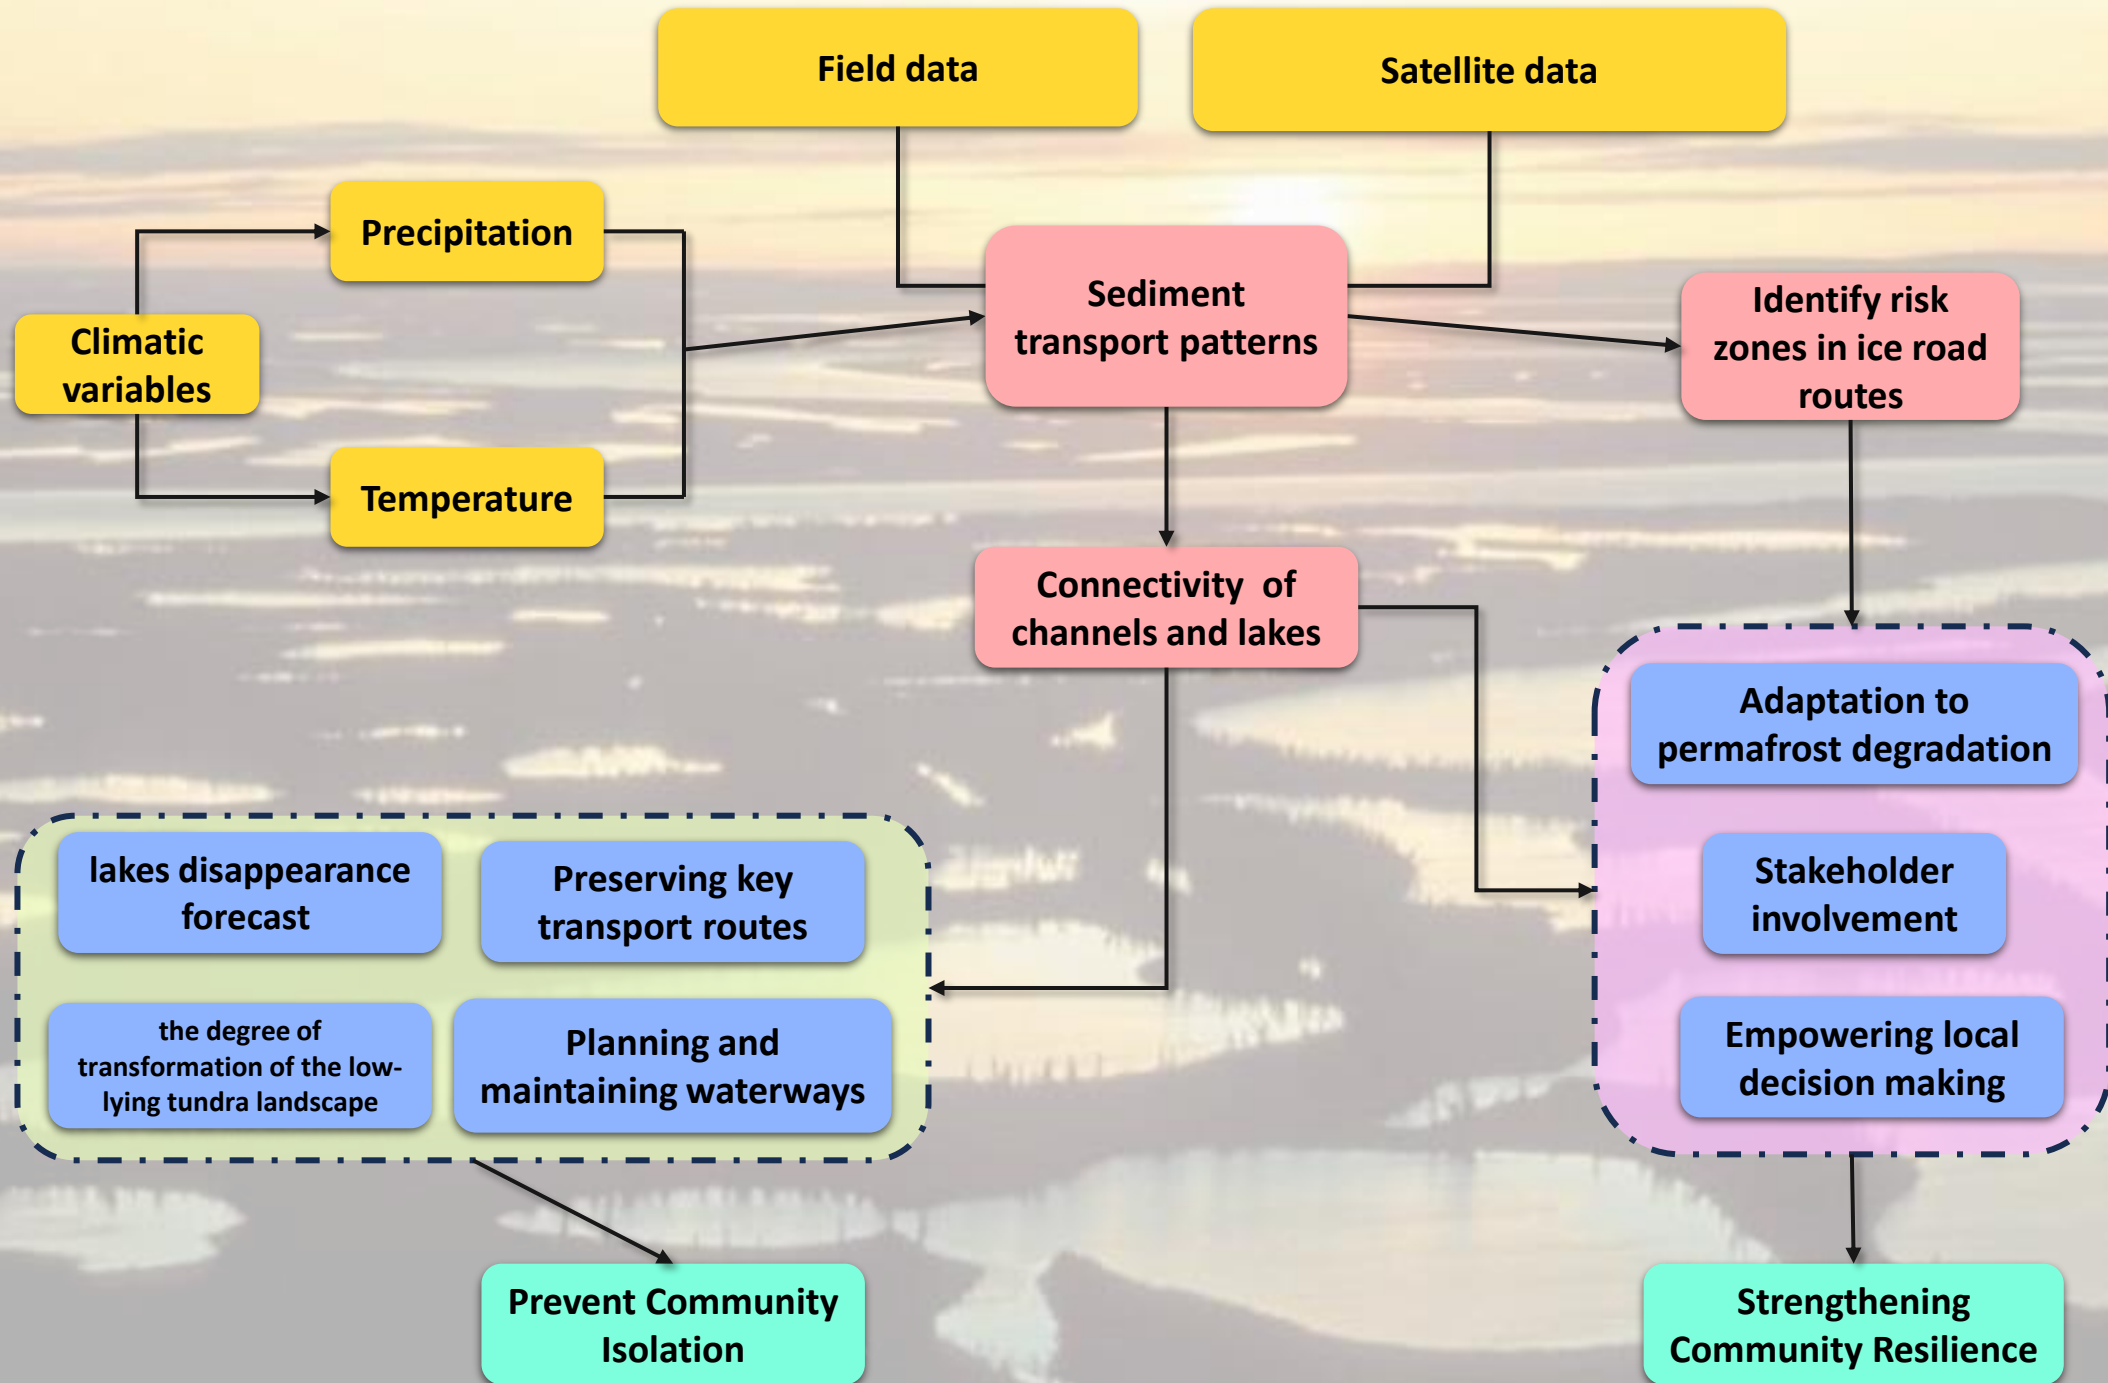 Field data
Satellite data
Precipitation
Climatic
variables
Temperature
Sediment
transport patterns
Identify risk
zones in ice road
routes
Connectivity  of
channels and lakes
Adaptation to
permafrost degradation
Stakeholder
involvement
Empowering local
decision making
lakes disappearance
forecast
Preserving key
transport routes
the degree of
transformation of the low-
lying tundra landscape
Planning and
maintaining waterways
Prevent Community
Isolation
Strengthening
Community Resilience